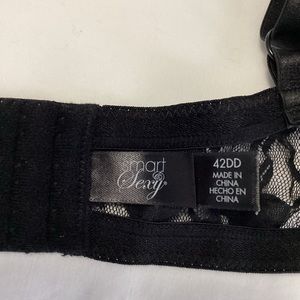 smart
& Sexy
42DD
MADE IN
CHINA
HECHO EN
CHINA